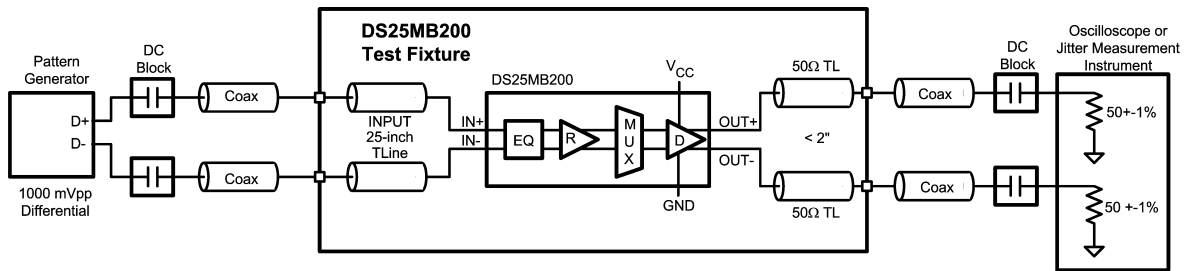 DS25MB200
Test Fixture
Pattern
Generator
D+
D-
1000 mVpp
Differential
DC
Block
Coax
Coax
INPUT
25-inch
TLine
DS25MB200
IN+
IN-
EQ
R
M
U
X
D
VCC
GND
OUT+
OUT-
50Ω TL
< 2"
50Ω TL
Coax
Coax
DC
Block
Oscilloscope or
Jitter Measurement
Instrument
50+-1%
50 +-1%